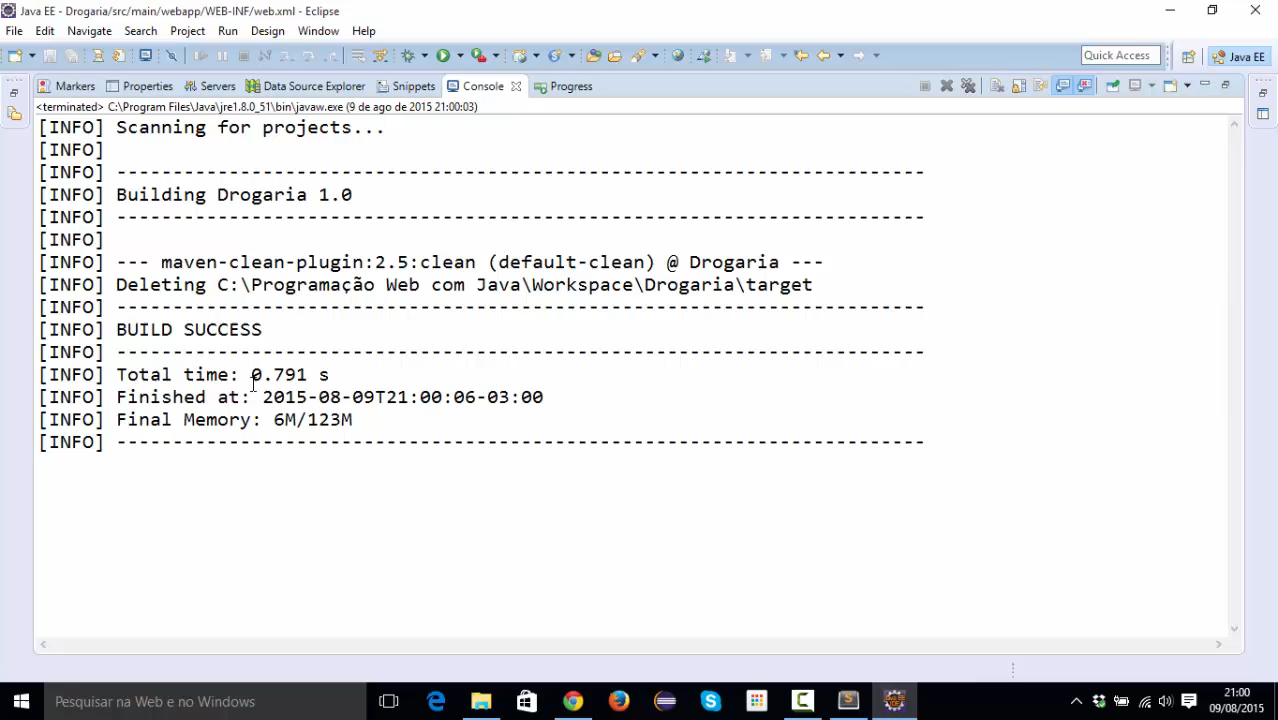 Java EE - Drogaria/src/main/webapp/WEB-INF/web.xml - Eclipse
File Edit Navigate Search Project Run Design Window Help
Quick Access Java EE
Markers Properties Servers Data Source Explorer Snippets Console Progress
<terminated> C:\Program Files\Java\jre1.8.0_51\bin\javaw.exe (9 de ago de 2015 21:00:03)
[INFO] Scanning for projects...
[INFO]
[INFO] ------------------------------------------------------------------------
[INFO] Building Drogaria 1.0
[INFO] ------------------------------------------------------------------------
[INFO]
[INFO] --- maven-clean-plugin:2.5:clean (default-clean) @ Drogaria ---
[INFO] Deleting C:\Programação Web com Java\Workspace\Drogaria\target
[INFO] ------------------------------------------------------------------------
[INFO] BUILD SUCCESS
[INFO] ------------------------------------------------------------------------
[INFO] Total time: 0.791 s
[INFO] Finished at: 2015-08-09T21:00:06-03:00
[INFO] Final Memory: 6M/123M
[INFO] ------------------------------------------------------------------------
Pesquisar na Web e no Windows
21:00
09/08/2015